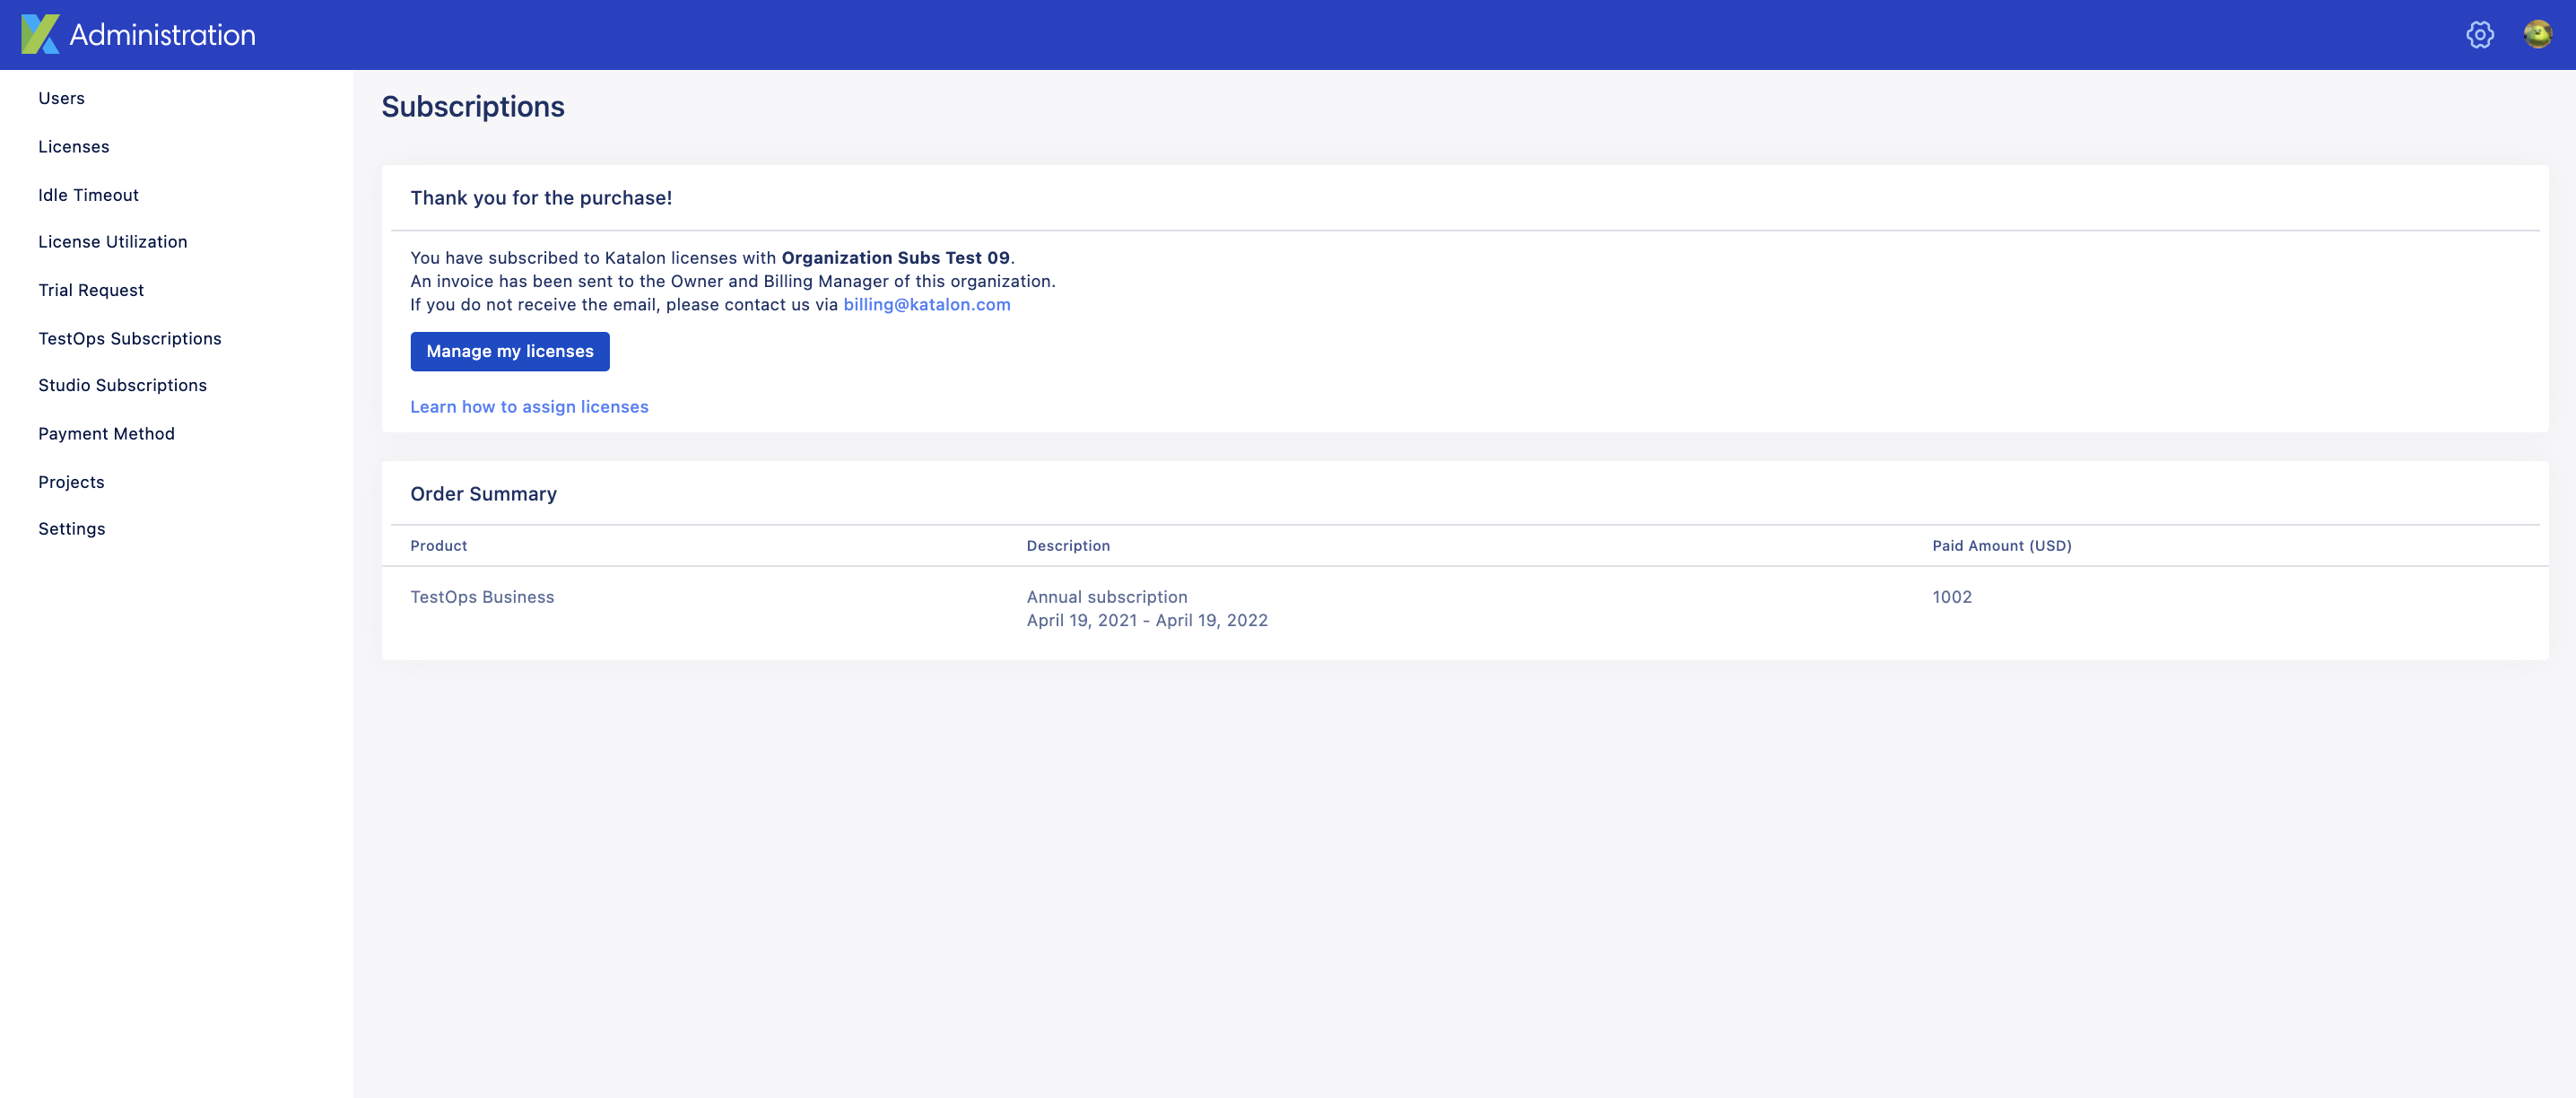 Administration
Users
Licenses
Idle Timeout
License Utilization
Trial Request
TestOps Subscriptions
Studio Subscriptions
Payment Method
Projects
Settings
Subscriptions
Thank you for the purchase!
You have subscribed to Katalon licenses with Organization Subs Test 09.
An invoice has been sent to the Owner and Billing Manager of this organization.
If you do not receive the email, please contact us via billing@katalon.com
Manage my licenses
Learn how to assign licenses
Order Summary
Product Description Paid Amount (USD)
TestOps Business Annual subscription 1002
April 19, 2021 - April 19, 2022